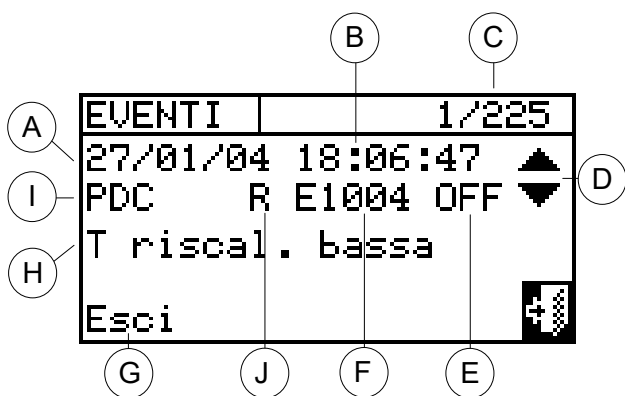 B C
EVENTI 1/225
A 27/01/04 18:06:47
D
I PDC R E1004 OFF
H T riscal. bassa
Esci
G J F E